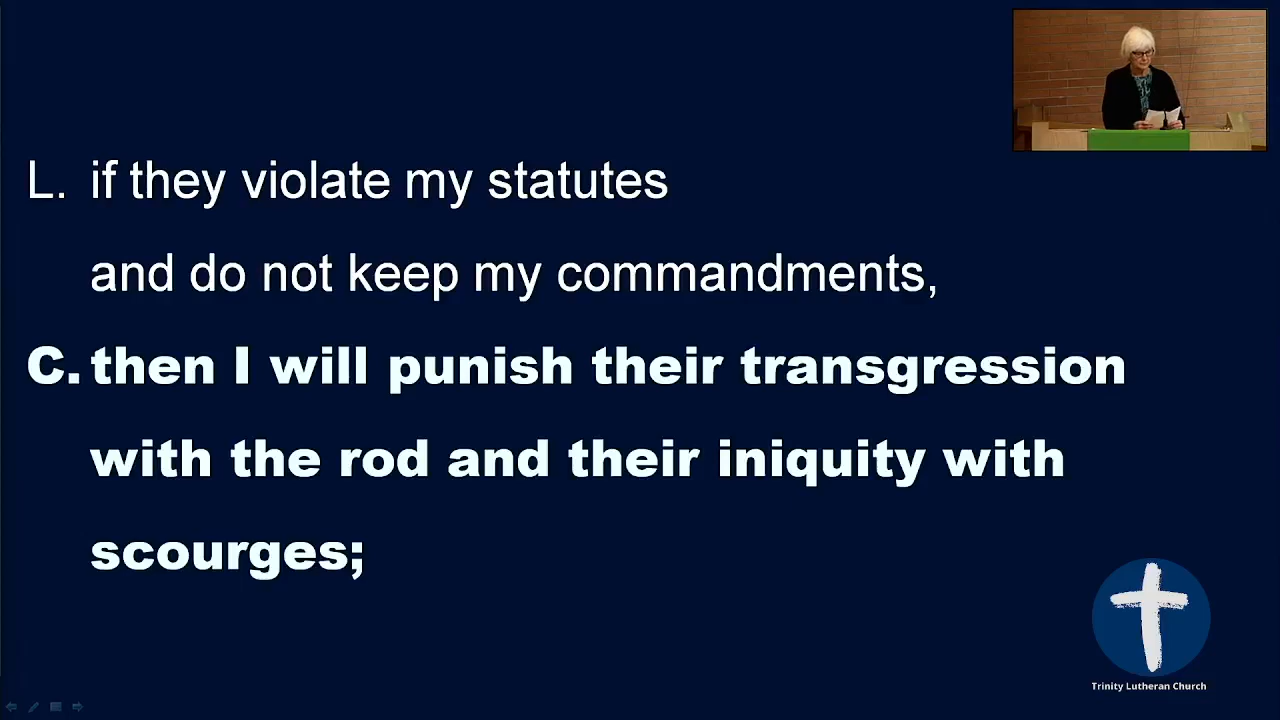 L. if they violate my statutes
and do not keep my commandments,
C. then I will punish their transgression
with the rod and their iniquity with
scourges;
Trinity Lutheran Church